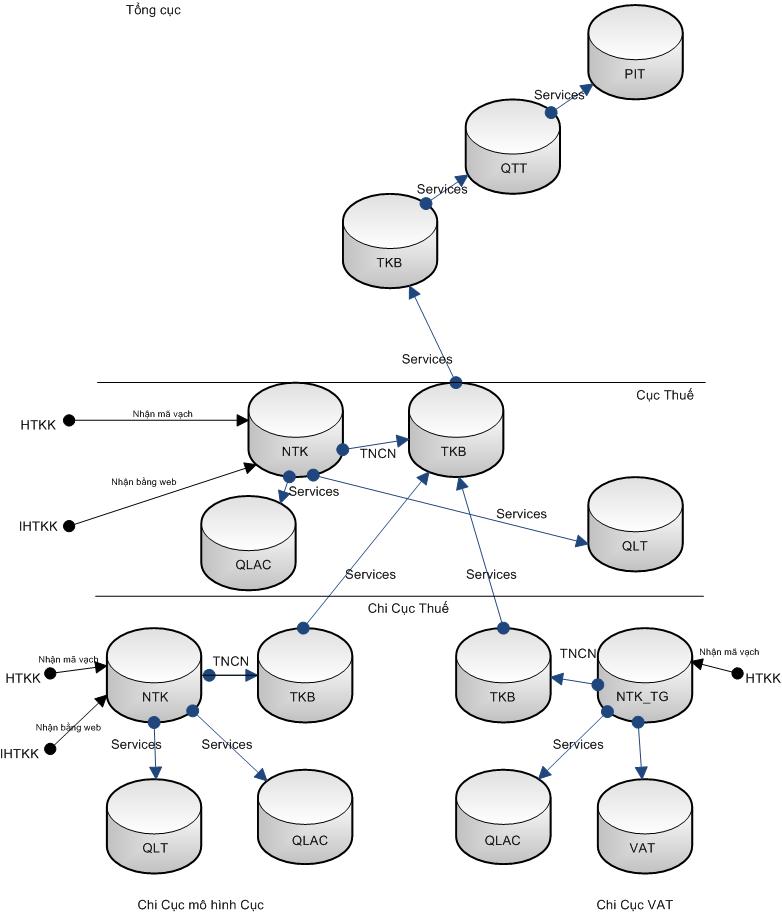 Tổng cục
PIT
Services
QTT
Services
TKB
Services
Cục Thuế
HTKK
Nhận mã vạch
NTK
TNCN
TKB
Nhận bằng web
IHTKK
Services
Services
QLAC
QLT
Services
Services
Chi Cục Thuế
HTKK
Nhận mã vạch
NTK
TNCN
TKB
TKB
TNCN
NTK_TG
Nhận mã vạch
HTKK
IHTKK
Nhận bằng web
Services
Services
Services
QLT
QLAC
QLAC
VAT
Chi Cục mô hình Cục
Chi Cục VAT